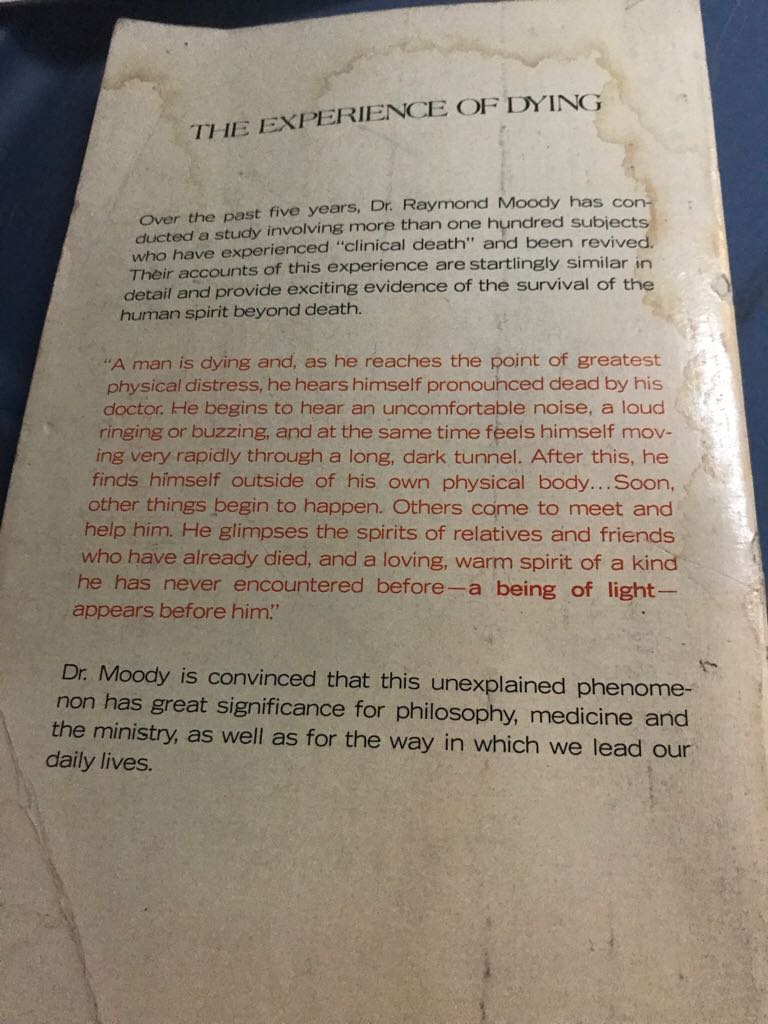 THE EXPERIENCE OF DYING
Over the past five years, Dr. Raymond Moody has con-
ducted a study involving more than one hundred subjects
who have experienced "clinical death" and been revived.
Their accounts of this experience are startlingly similar in
detail and provide exciting evidence of the survival of the
human spirit beyond death.
"A man is dying and, as he reaches the point of greatest
physical distress, he hears himself pronounced dead by his
doctor. He begins to hear an uncomfortable noise, a loud
ringing or buzzing, and at the same time feels himself mov-
ing very rapidly through a long, dark tunnel. After this, he
finds himself outside of his own physical body...Soon,
other things begin to happen. Others come to meet and
help him. He glimpses the spirits of relatives and friends
who have already died, and a loving, warm spirit of a kind
he has never encountered before—a being of light—
appears before him."
Dr. Moody is convinced that this unexplained phenome-
non has great significance for philosophy, medicine and
the ministry, as well as for the way in which we lead our
daily lives.